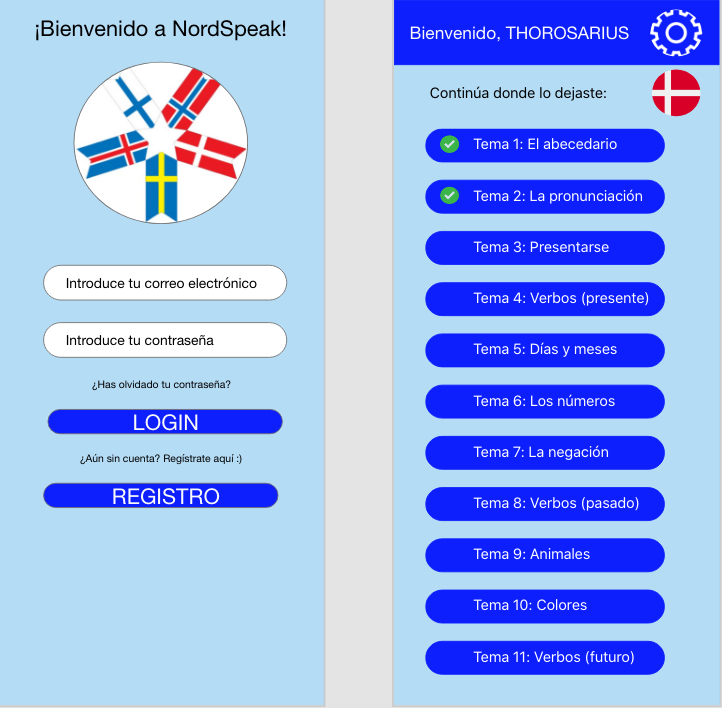 ¡Bienvenido a NordSpeak!
Introduce tu correo electrónico
Introduce tu contraseña
¿Has olvidado tu contraseña?
LOGIN
¿Aún sin cuenta? Regístrate aquí :)
REGISTRO
Bienvenido, THOROSARIUS
Continúa donde lo dejaste:
Tema 1: El abecedario
Tema 2: La pronunciación
Tema 3: Presentarse
Tema 4: Verbos (presente)
Tema 5: Días y meses
Tema 6: Los números
Tema 7: La negación
Tema 8: Verbos (pasado)
Tema 9: Animales
Tema 10: Colores
Tema 11: Verbos (futuro)